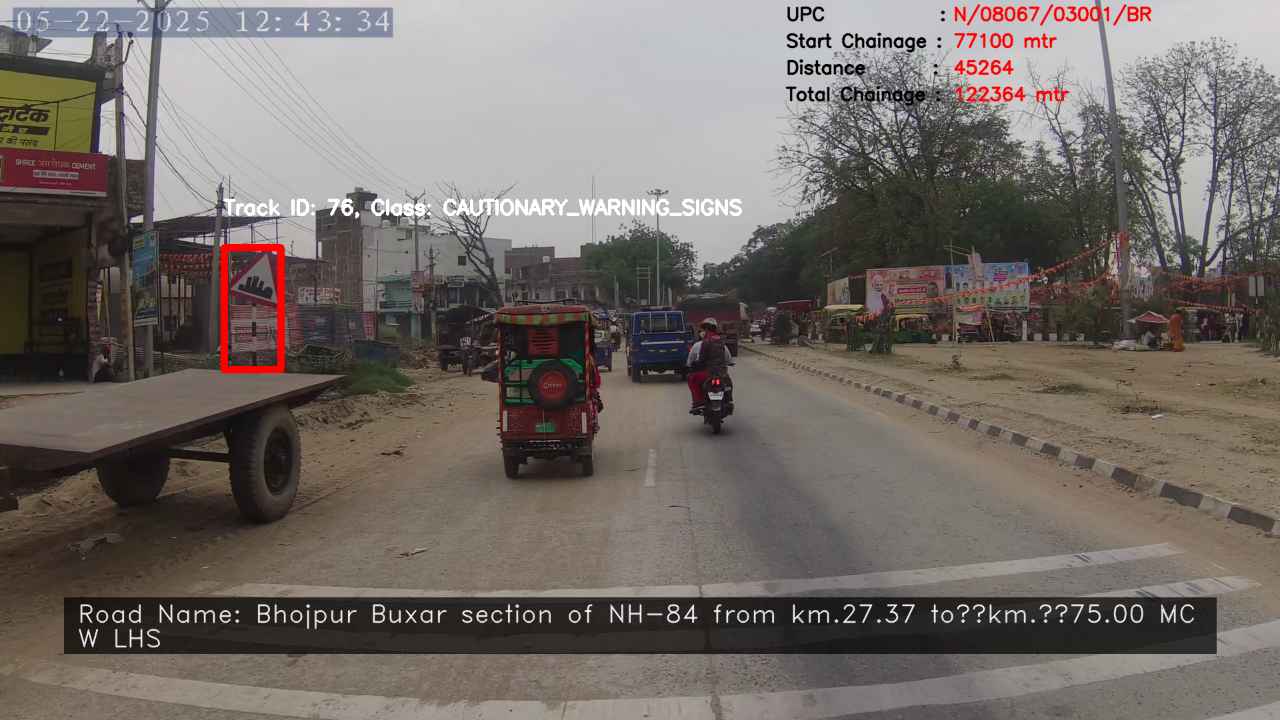 05-22-2025 12:43:34
UPC : N/08067/03001/BR
Start Chainage : 77100 mtr
Distance : 45264
Total Chainage : 122364 mtr
SHREE CEMENT
Track ID: 76, Class: CAUTIONARY_WARNING_SIGNS
Road Name: Bhojpur Buxar section of NH-84 from km.27.37 to??km.??75.00 MC
W LHS